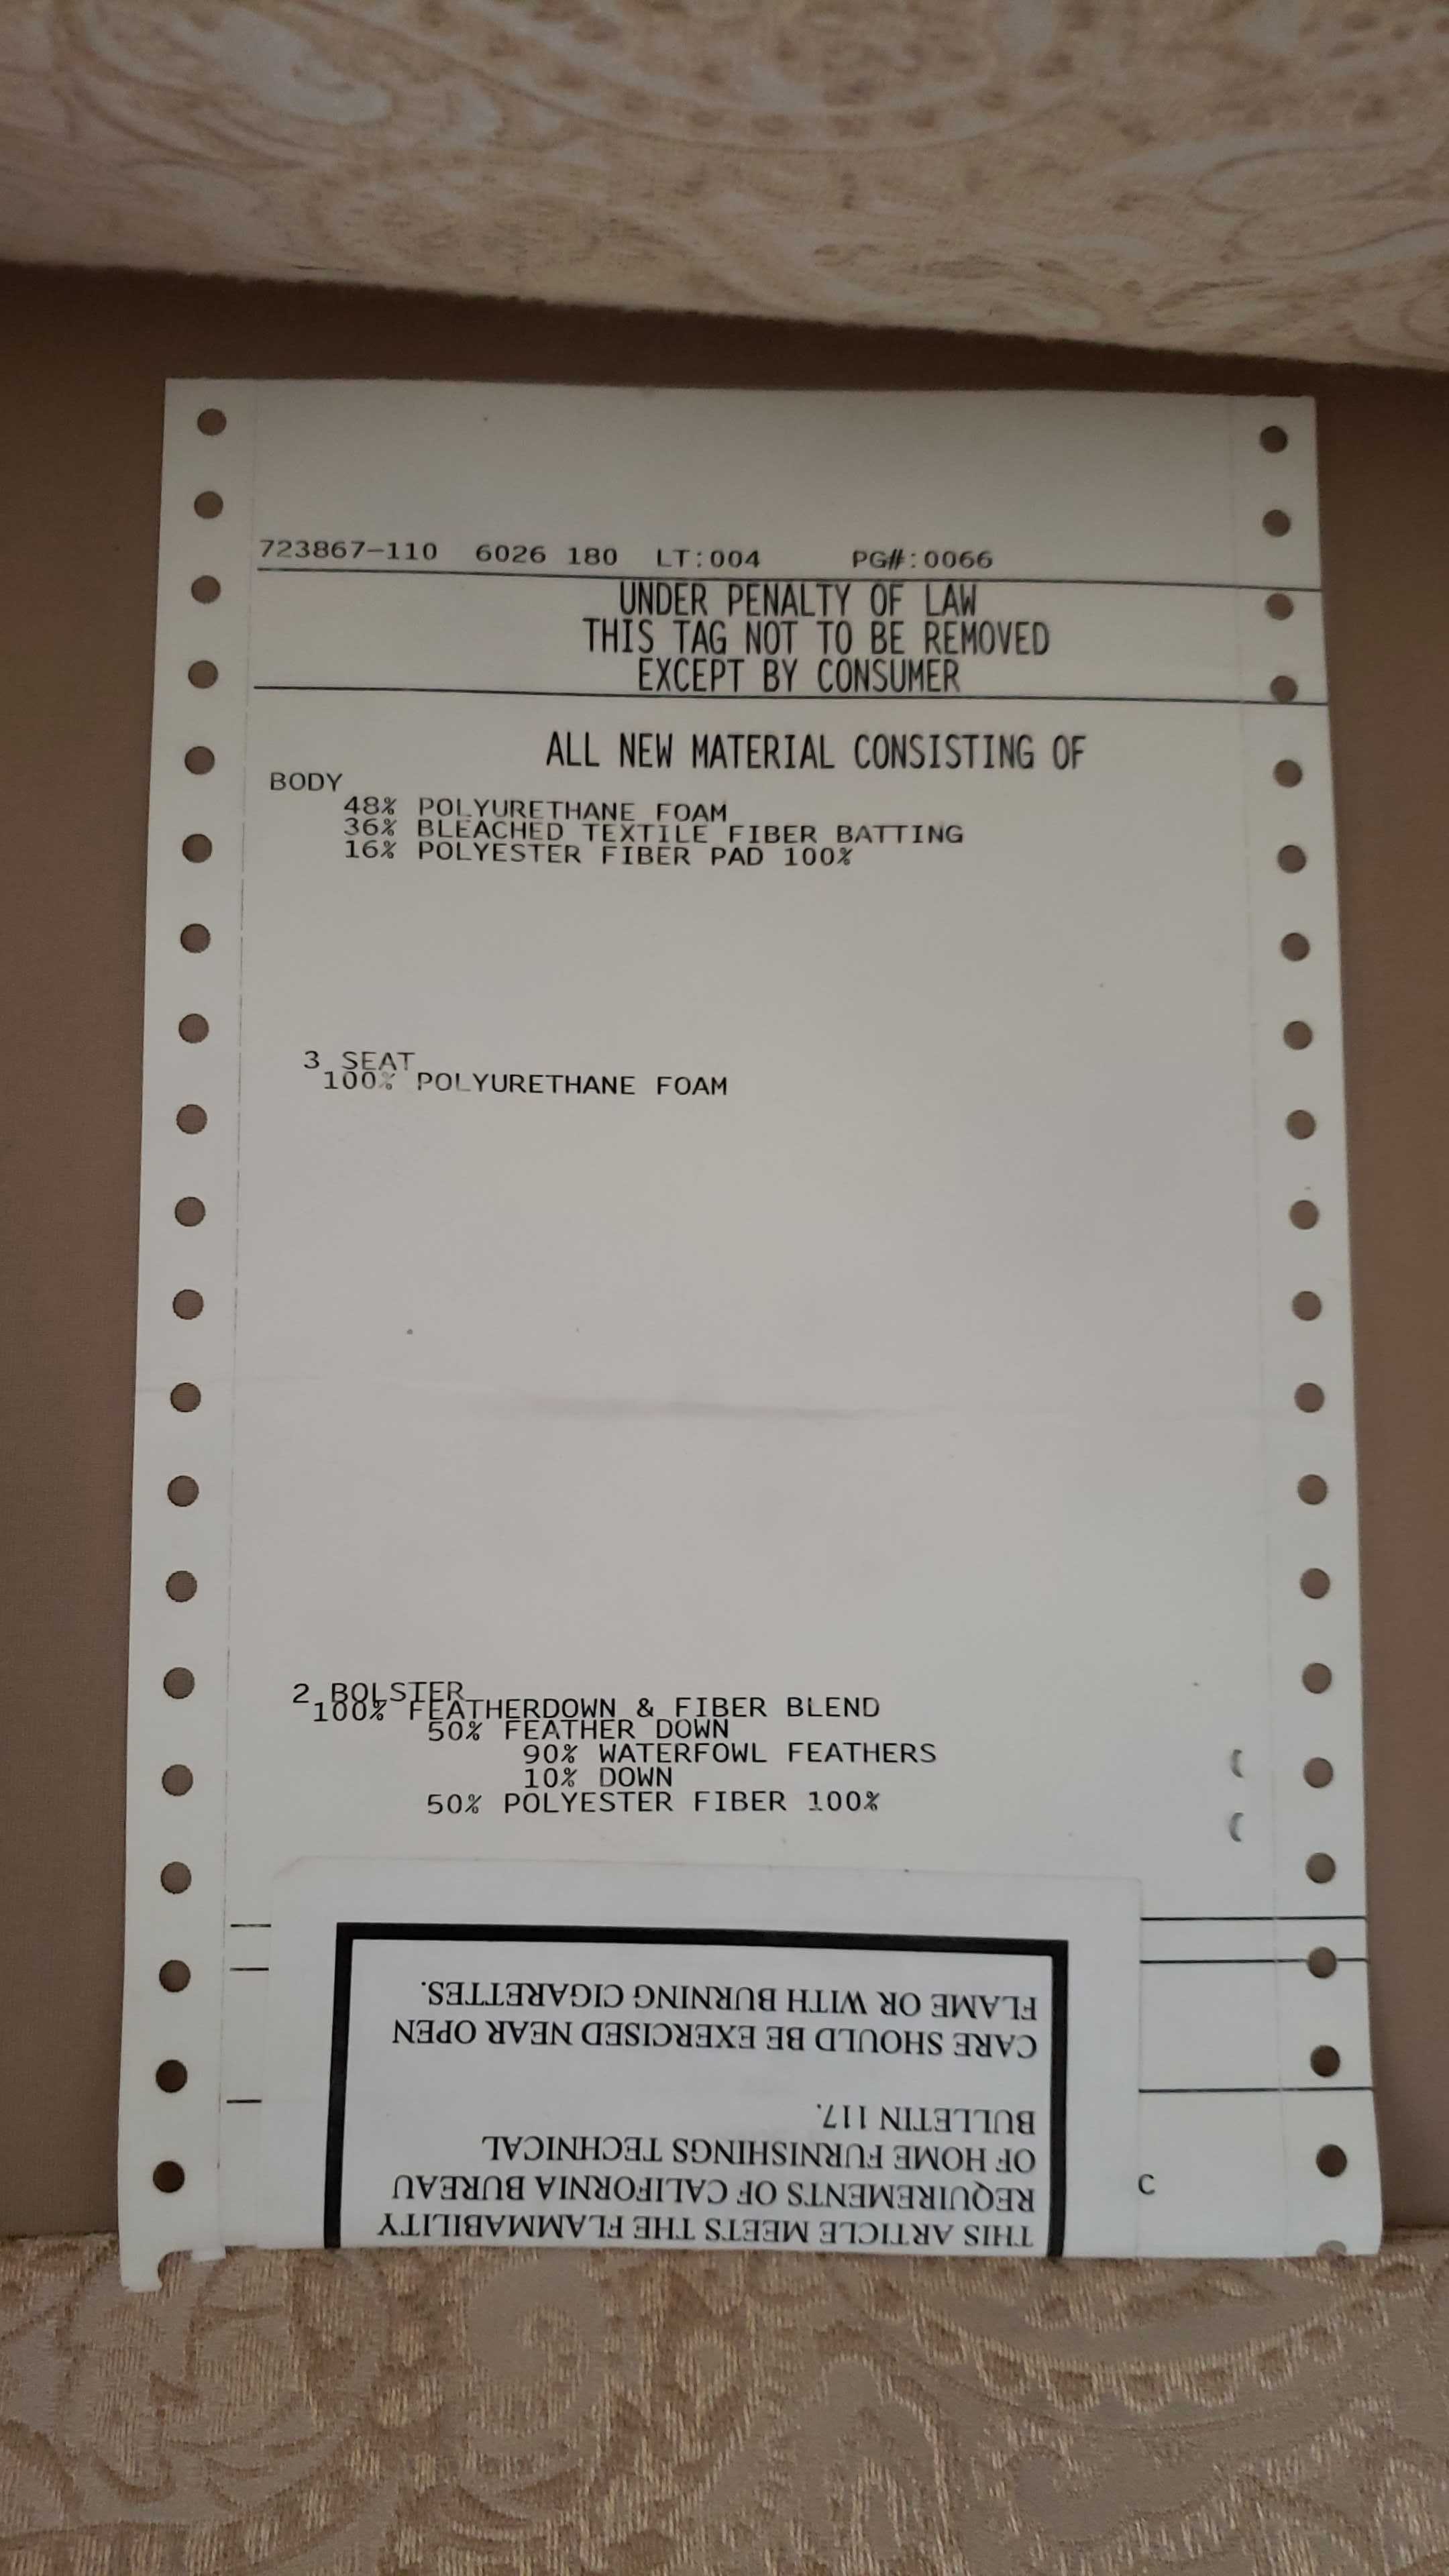 723867-110 6026 180 LT:004 PG#:0066
UNDER PENALTY OF LAW
THIS TAG NOT TO BE REMOVED
EXCEPT BY CONSUMER
ALL NEW MATERIAL CONSISTING OF
BODY
48% POLYURETHANE FOAM
36% BLEACHED TEXTILE FIBER BATTING
16% POLYESTER FIBER PAD 100%
3 SEAT
100% POLYURETHANE FOAM
2 BOLSTER
100% FEATHERDOWN & FIBER BLEND
50% FEATHER DOWN
90% WATERFOWL FEATHERS
10% DOWN
50% POLYESTER FIBER 100%
THIS ARTICLE MEETS THE FLAMMABILITY
REQUIREMENTS OF CALIFORNIA BUREAU
OF HOME FURNISHINGS TECHNICAL
BULLETIN 117.
CARE SHOULD BE EXERCISED NEAR OPEN
FLAME OR WITH BURNING CIGARETTES.
C